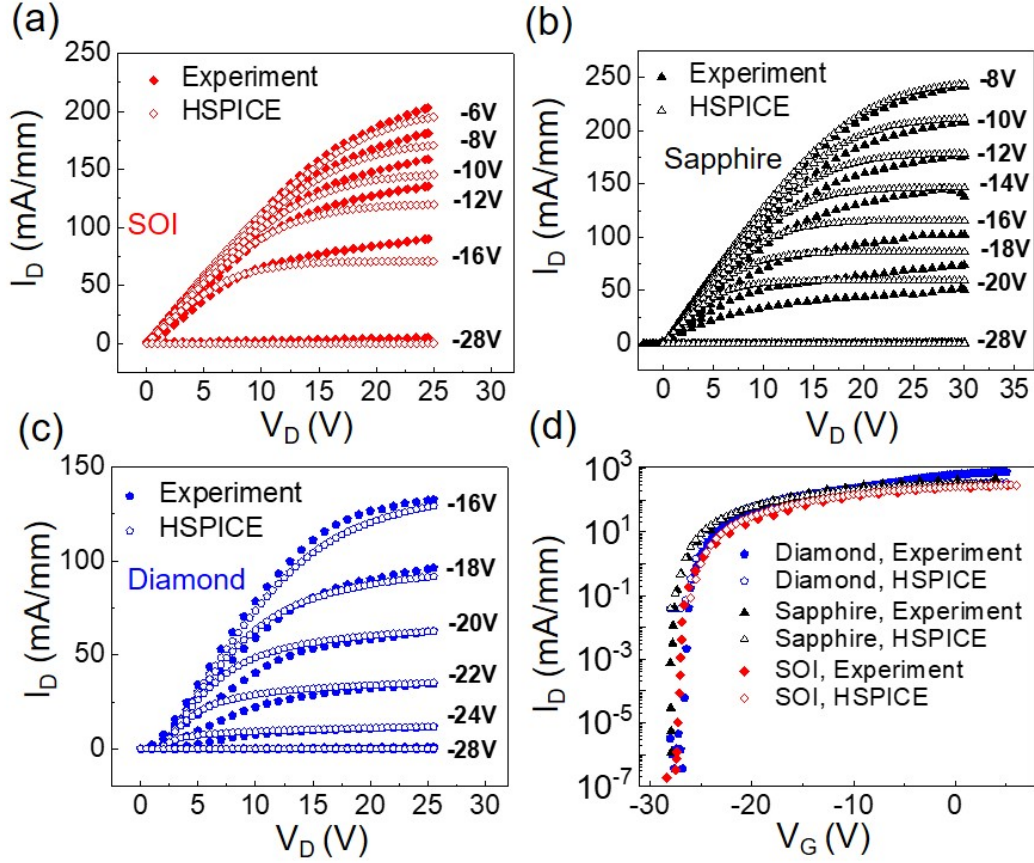 (a)
250
200
150
100
50
0
I_D (mA/mm)
Experiment
HSPICE
SOI
-6V
-8V
-10V
-12V
-16V
-28V
0 5 10 15 20 25 30
V_D (V)
(b)
250
200
150
100
50
0
I_D (mA/mm)
Experiment
HSPICE
Sapphire
-8V
-10V
-12V
-14V
-16V
-18V
-20V
-28V
0 5 10 15 20 25 30 35
V_D (V)
(c)
150
100
50
0
I_D (mA/mm)
Experiment
HSPICE
Diamond
-16V
-18V
-20V
-22V
-24V
-28V
0 5 10 15 20 25 30
V_D (V)
(d)
10^3
10^1
10^-1
10^-3
10^-5
10^-7
I_D (mA/mm)
Diamond, Experiment
Diamond, HSPICE
Sapphire, Experiment
Sapphire, HSPICE
SOI, Experiment
SOI, HSPICE
-30 -20 -10 0
V_G (V)